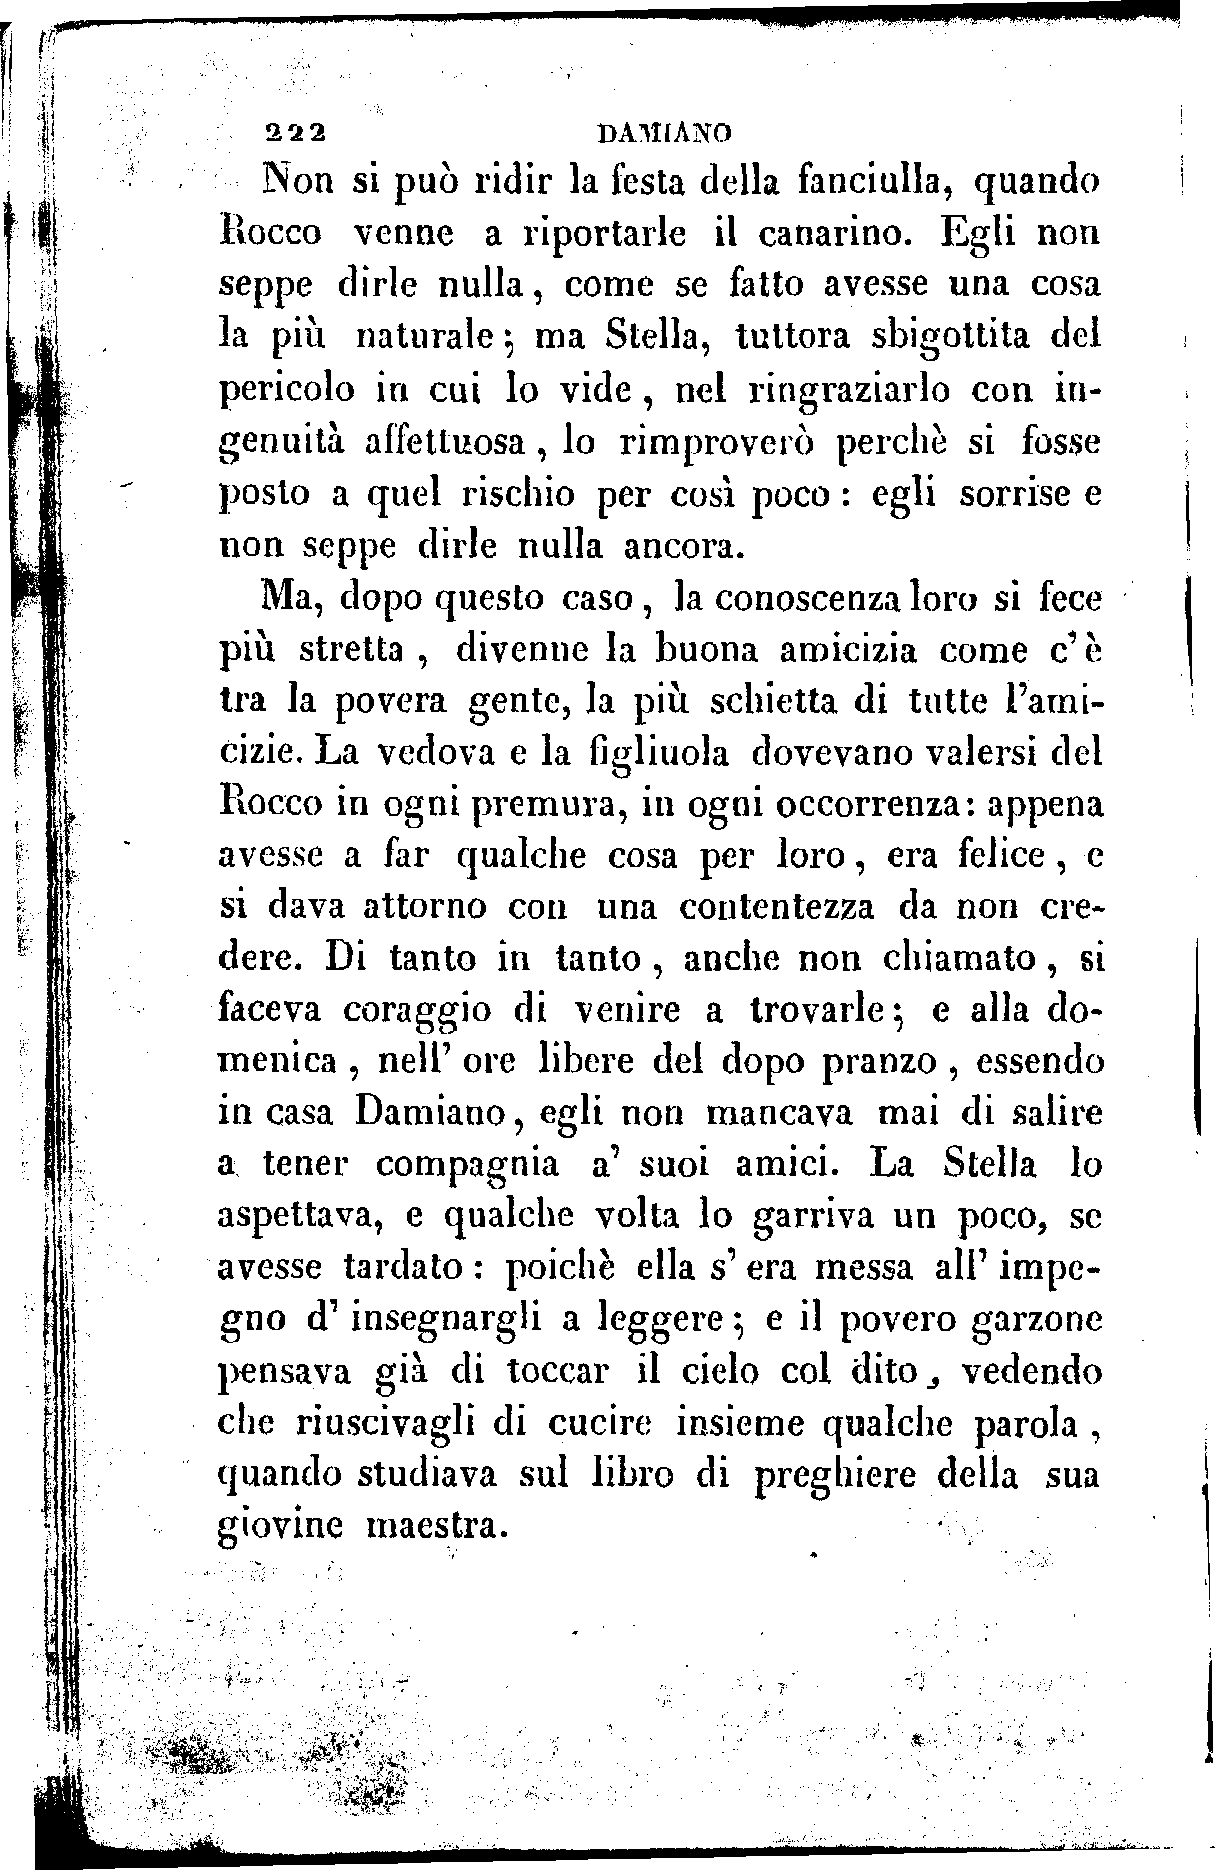 222 DAMIANO
Non si può ridir la festa della fanciulla, quando
Rocco venne a riportarle il canarino. Egli non
seppe dirle nulla, come se fatto avesse una cosa
la più naturale; ma Stella, tuttora sbigottita del
pericolo in cui lo vide, nel ringraziarlo con in-
genuità affettuosa, lo rimproverò perchè si fosse
posto a quel rischio per così poco: egli sorrise e
non seppe dirle nulla ancora.
Ma, dopo questo caso, la conoscenza loro si fece
più stretta, divenne la buona amicizia come c'è
tra la povera gente, la più schietta di tutte l'ami-
cizie. La vedova e la figliuola dovevano valersi del
Rocco in ogni premura, in ogni occorrenza: appena
avesse a far qualche cosa per loro, era felice, e
si dava attorno con una contentezza da non cre-
dere. Di tanto in tanto, anche non chiamato, si
faceva coraggio di venire a trovarle; e alla do-
menica, nell' ore libere del dopo pranzo, essendo
in casa Damiano, egli non mancava mai di salire
a tener compagnia a' suoi amici. La Stella lo
aspettava, e qualche volta lo garriva un poco, se
avesse tardato: poichè ella s' era messa all' impe-
gno d' insegnargli a leggere; e il povero garzone
pensava già di toccar il cielo col dito, vedendo
che riuscivagli di cucire insieme qualche parola,
quando studiava sul libro di preghiere della sua
giovine maestra.